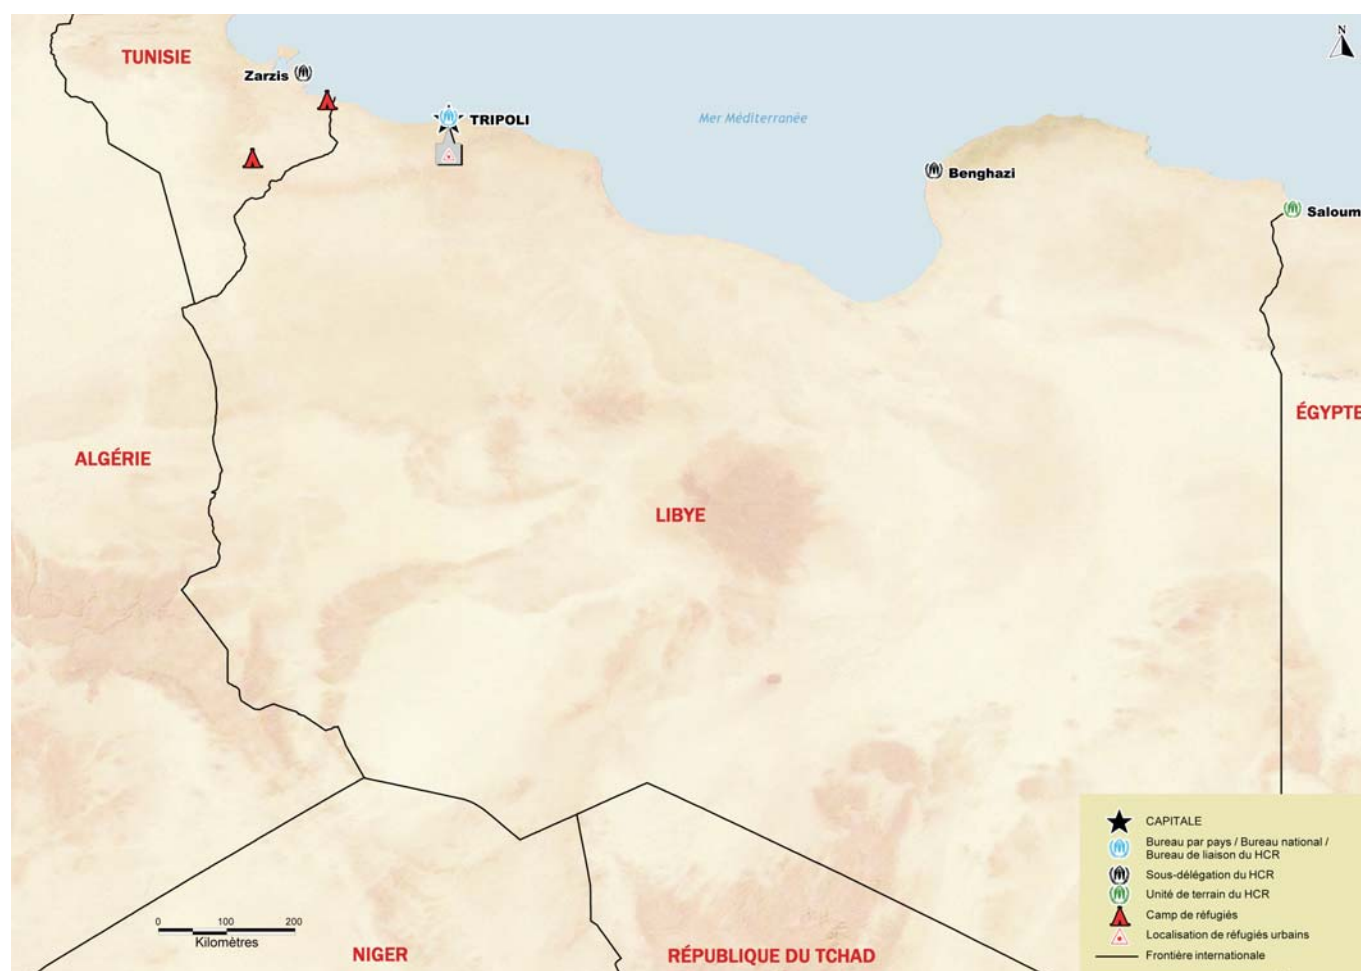 N
TUNISIE
Zarzis
TRIPOLI
Mer Méditerranée
Benghazi
Saloum
ÉGYPTE
ALGÉRIE
LIBYE
CAPITALE
Bureau par pays / Bureau national /
Bureau de liaison du HCR
Sous-délégation du HCR
Unité de terrain du HCR
Camp de réfugiés
Localisation de réfugiés urbains
Frontière internationale
0 100 200
Kilomètres
NIGER
RÉPUBLIQUE DU TCHAD